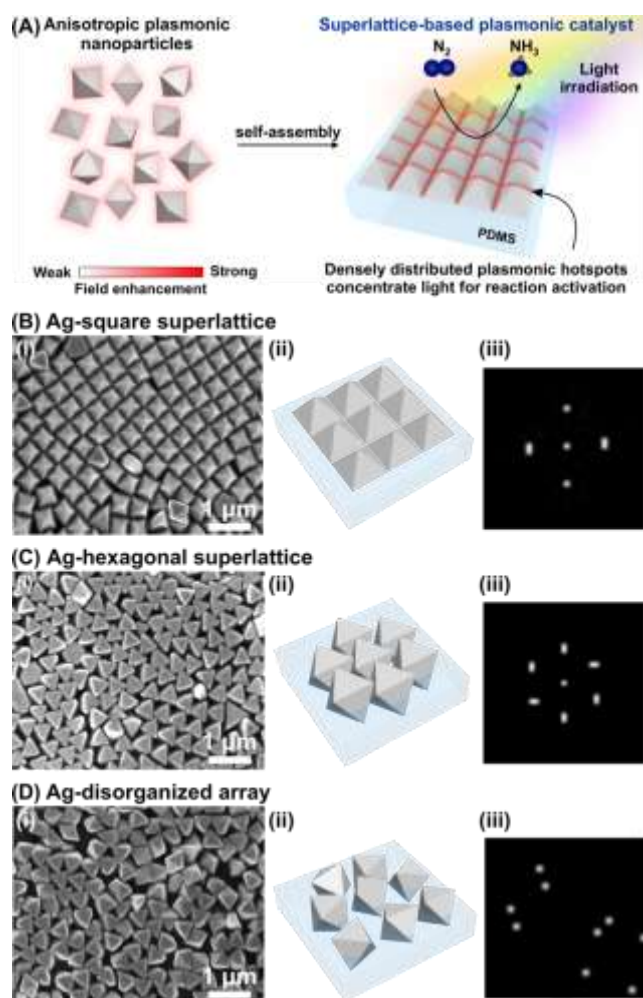 (A) Anisotropic plasmonic
nanoparticles
Superlattice-based plasmonic catalyst
N₂
NH₃
Light
irradiation
self-assembly
PDMS
Weak
Strong
Field enhancement
Densely distributed plasmonic hotspots
concentrate light for reaction activation
(B) Ag-square superlattice
(i)
(ii)
(iii)
1 μm
(C) Ag-hexagonal superlattice
(ii)
(iii)
1 μm
(D) Ag-disorganized array
(i)
(ii)
(iii)
1 μm